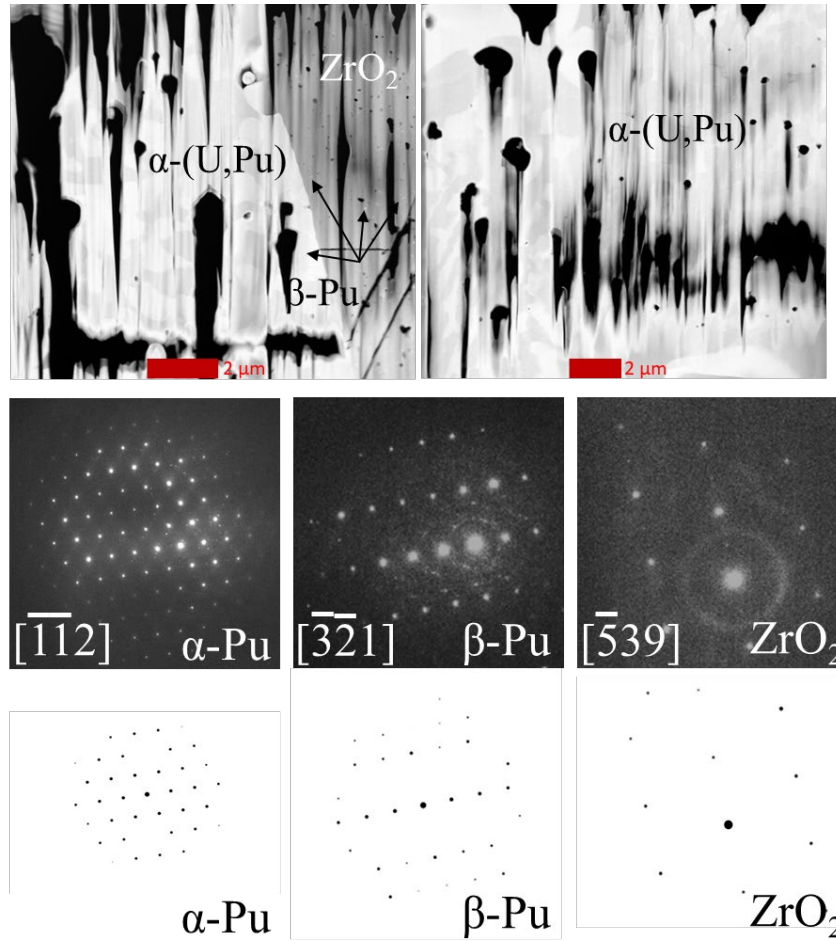 ZrO₂
α-(U,Pu)
β-Pu
2 μm
α-(U,Pu)
2 μm
[1̅1̅2]
α-Pu
[3̅2̅1]
β-Pu
[5̅39]
ZrO₂
α-Pu
β-Pu
ZrO₂